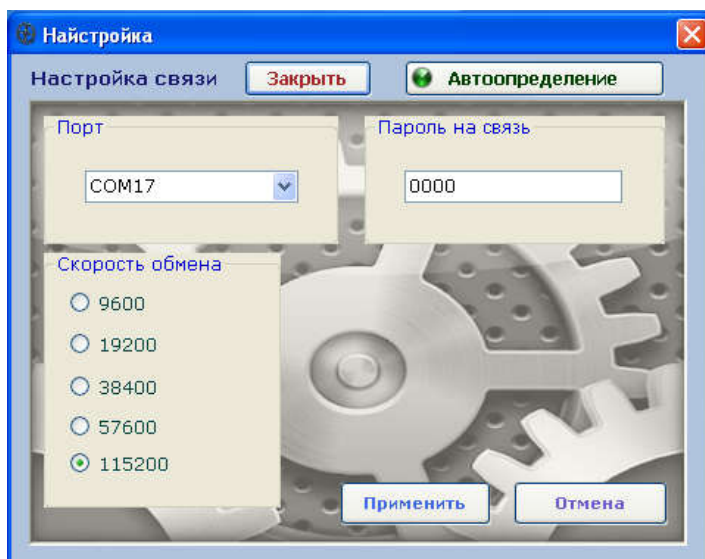 Найстройка
Настройка связи Закрыть Автоопределение
Порт
Пароль на связь
COM17
0000
Скорость обмена
9600
19200
38400
57600
115200
Применить Отмена